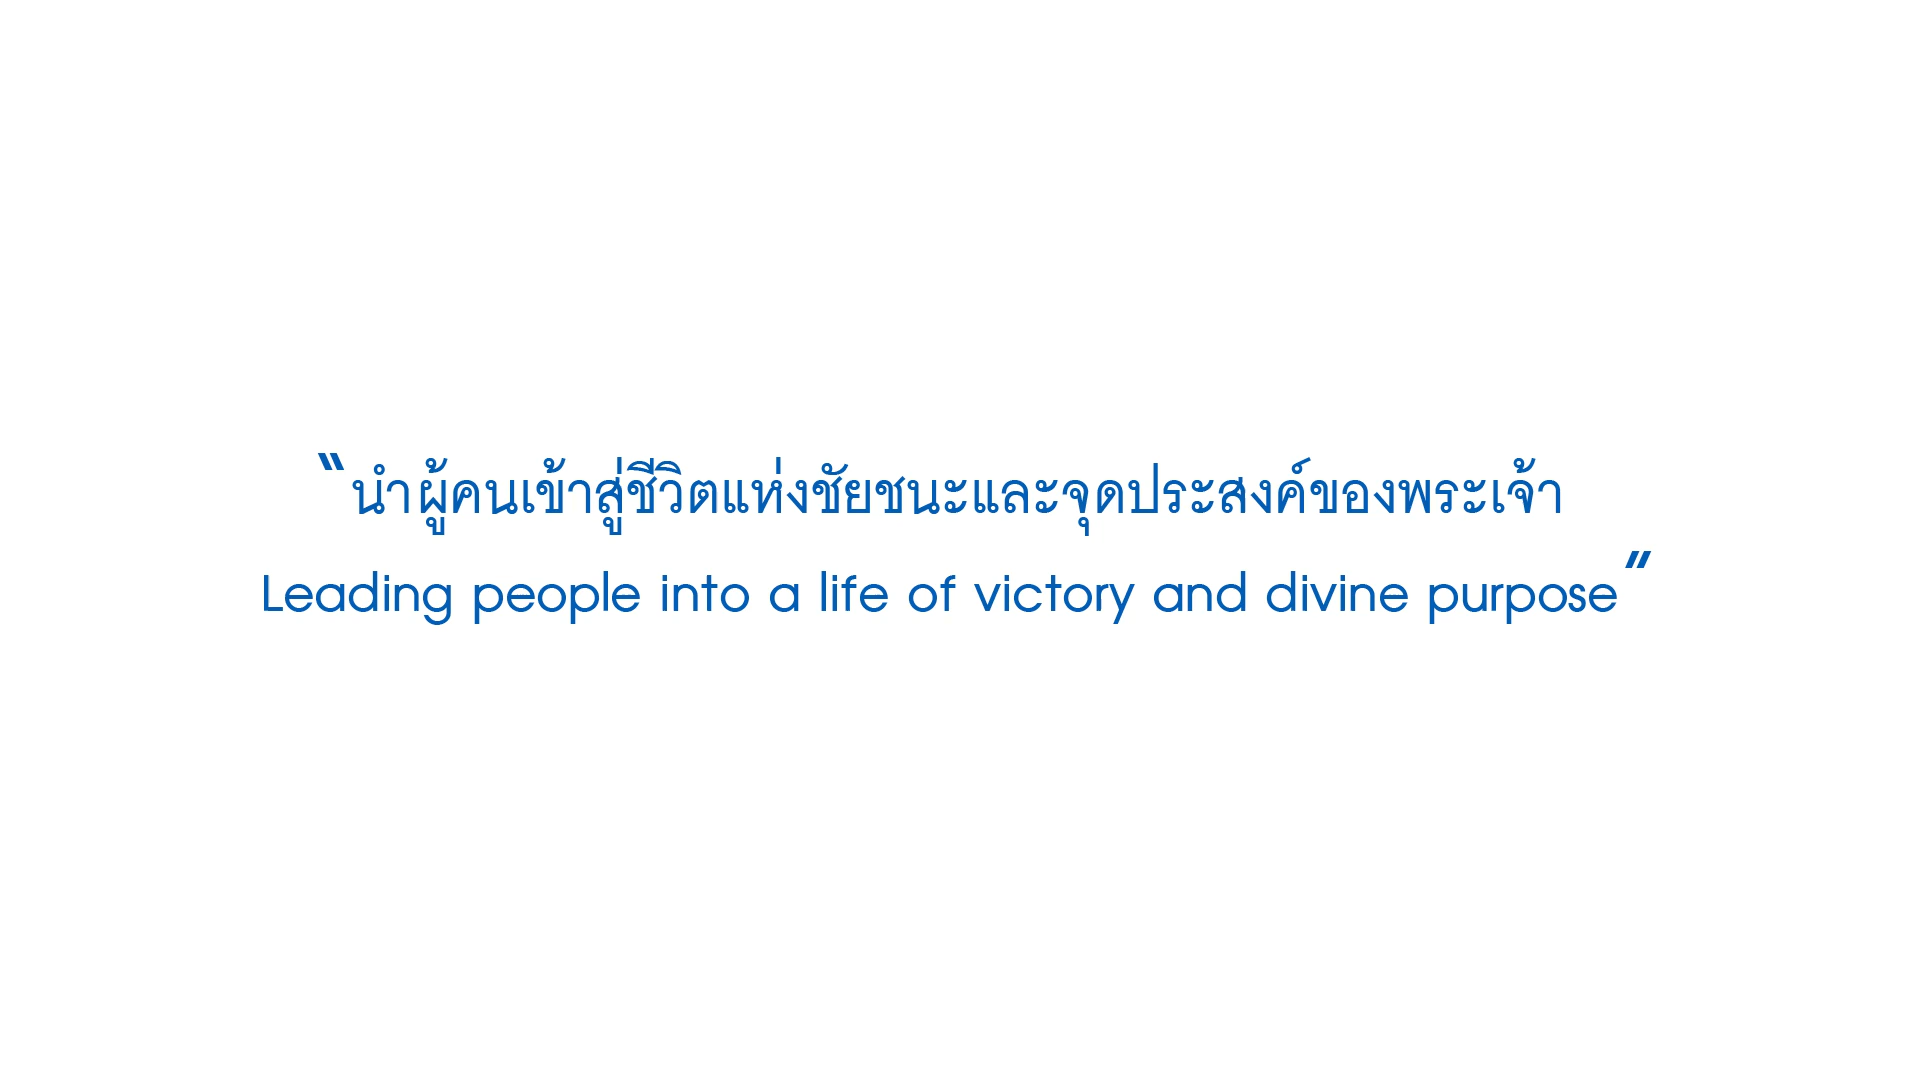 “นำผู้คนเข้าสู่ชีวิตแห่งชัยชนะและจุดประสงค์ของพระเจ้า
Leading people into a life of victory and divine purpose”